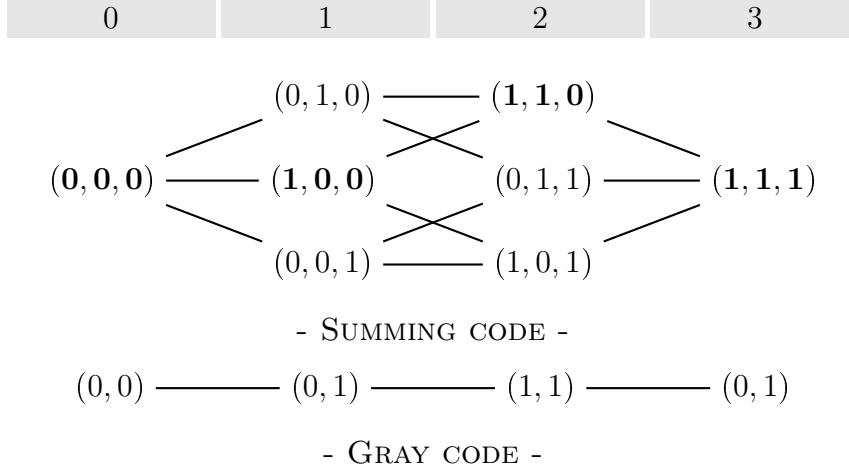 0 1 2 3
(0, 1, 0) (1, 1, 0)
(0, 0, 0) (1, 0, 0) (0, 1, 1) (1, 1, 1)
(0, 0, 1) (1, 0, 1)
- SUMMING CODE -
(0, 0) (0, 1) (1, 1) (0, 1)
- GRAY CODE -